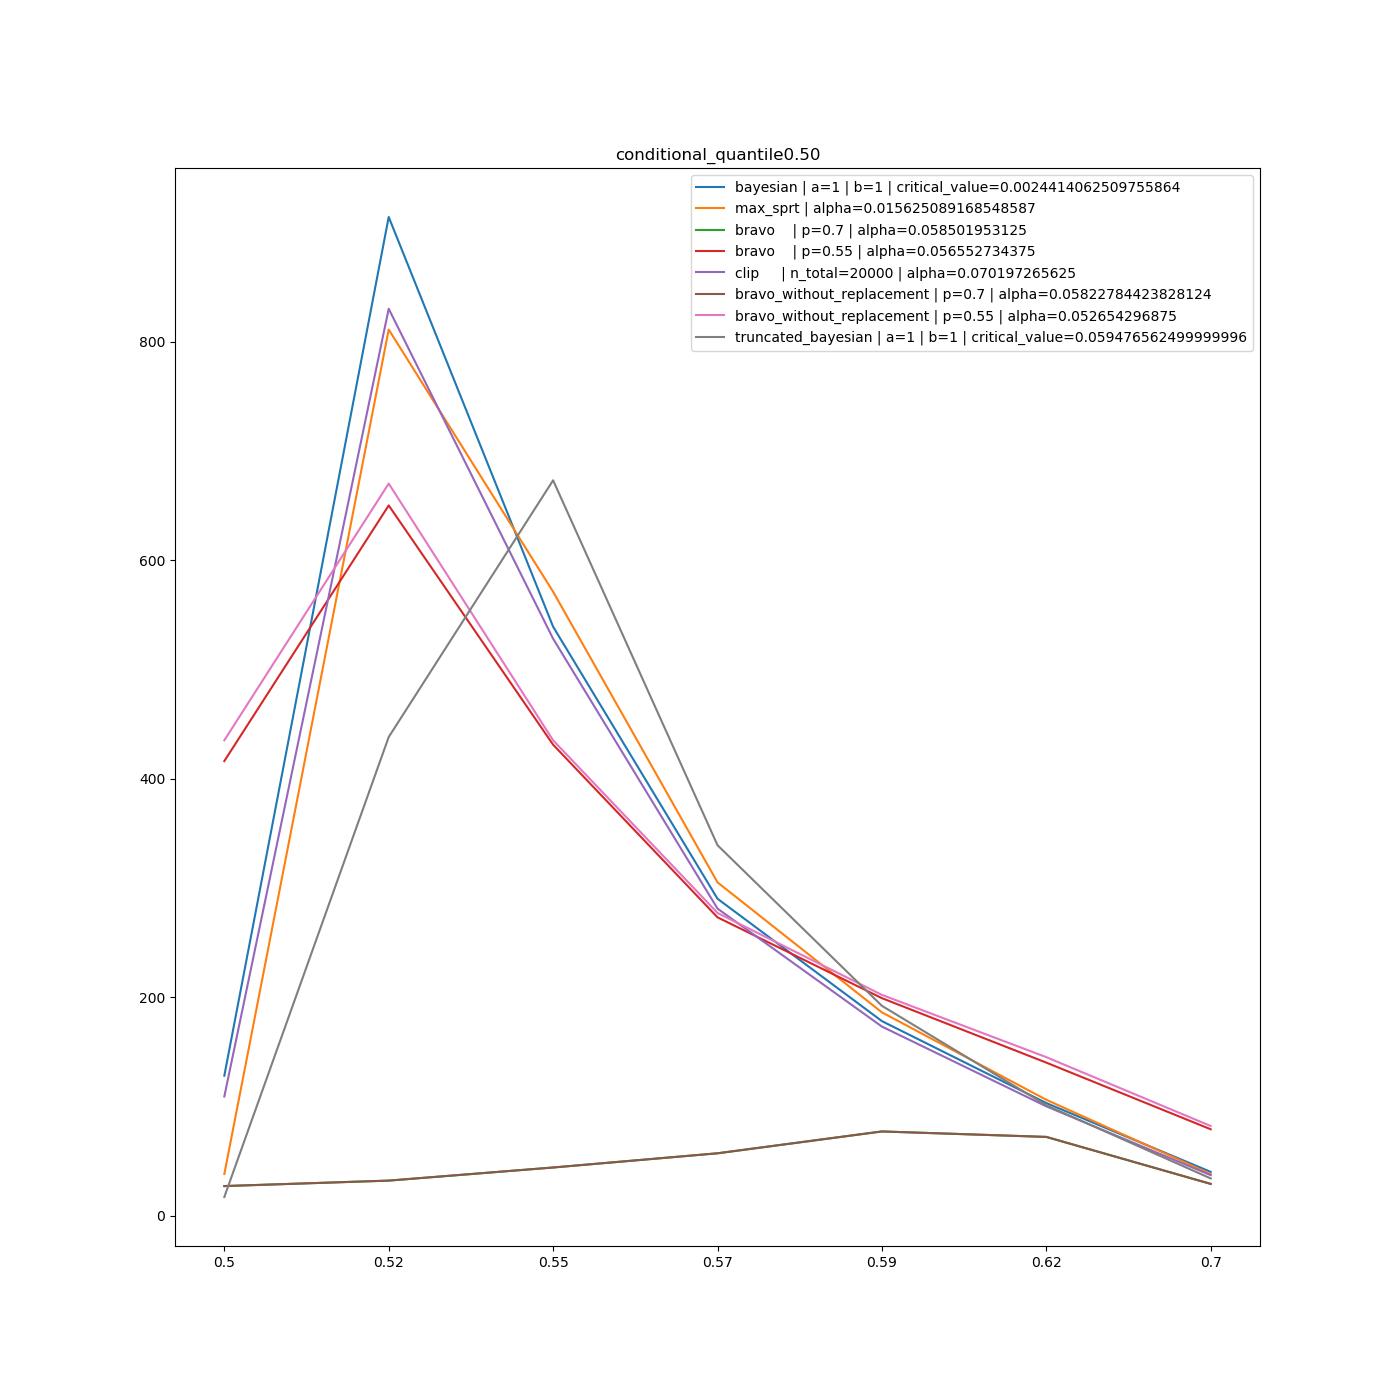 conditional_quantile0.50
bayesian | a=1 | b=1 | critical_value=0.0024414062509755864
max_sprt | alpha=0.015625089168548587
bravo    | p=0.7 | alpha=0.058501953125
bravo    | p=0.55 | alpha=0.056552734375
clip     | n_total=20000 | alpha=0.070197265625
bravo_without_replacement | p=0.7 | alpha=0.05822784423828124
bravo_without_replacement | p=0.55 | alpha=0.052654296875
truncated_bayesian | a=1 | b=1 | critical_value=0.059476562499999996
800
600
400
200
0
0.5 0.52 0.55 0.57 0.59 0.62 0.7